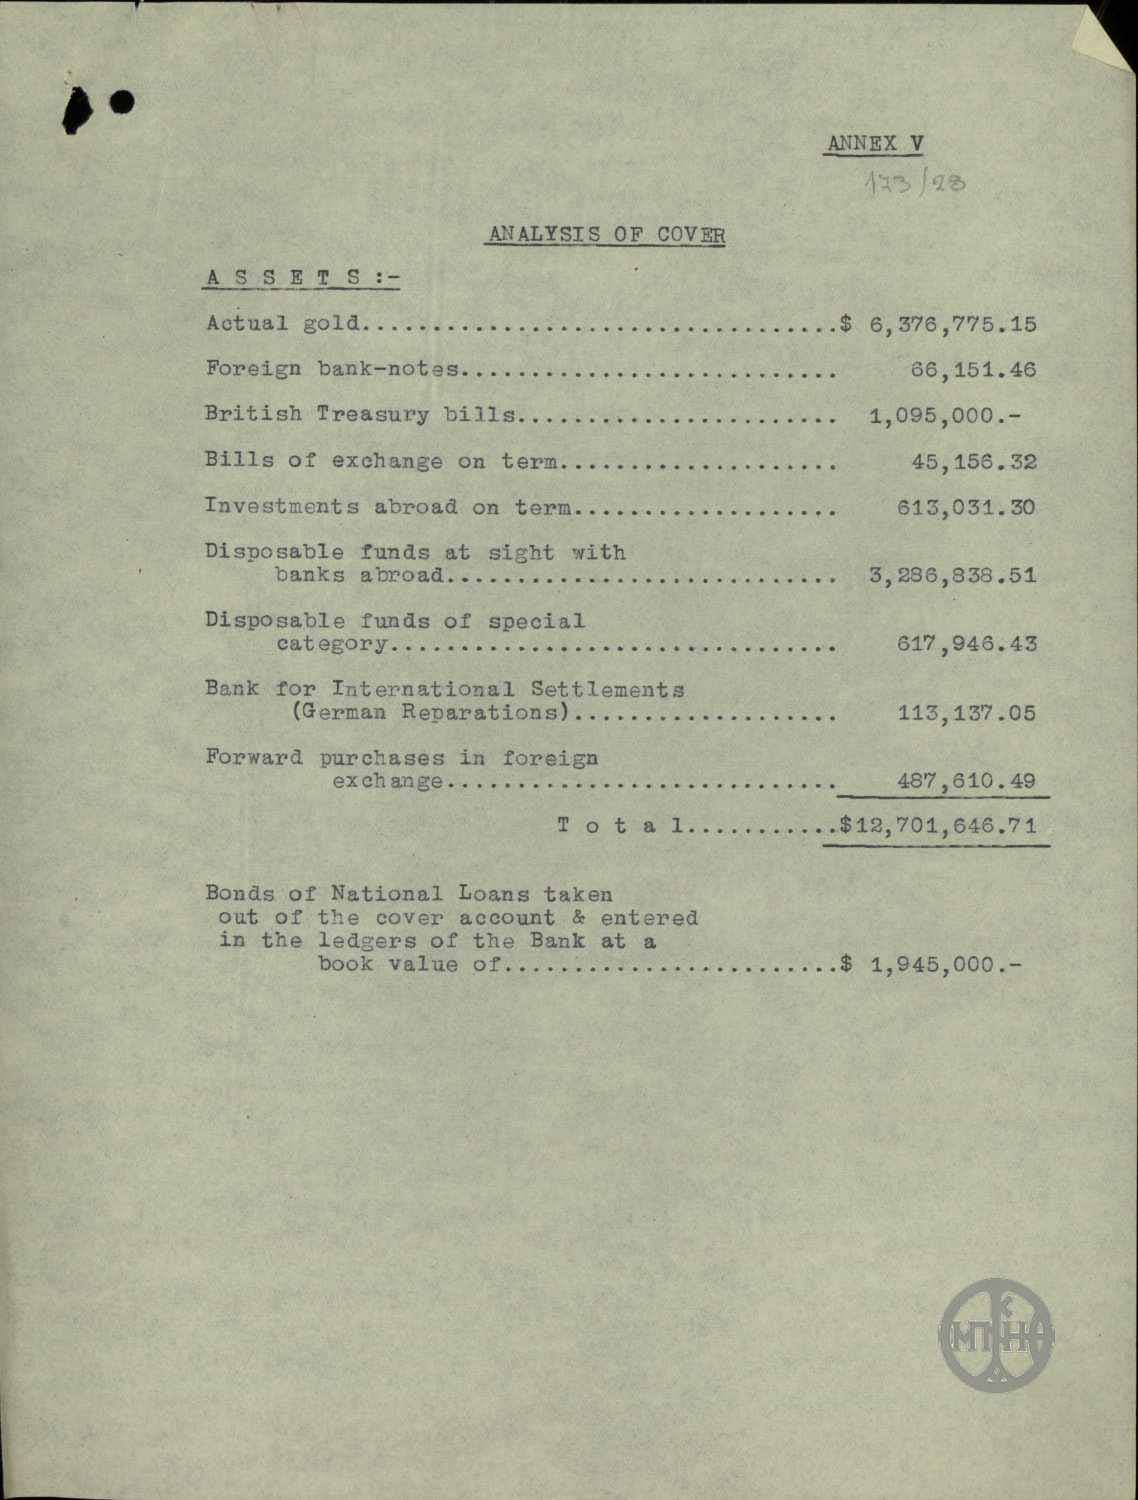 ANNEX V
173/28
ANALYSIS OF COVER
A S S E T S :-
Actual gold..................................$ 6,376,775.15
Foreign bank-notes........................... 66,151.46
British Treasury bills....................... 1,095,000.-
Bills of exchange on term.................... 45,156.32
Investments abroad on term................... 613,031.30
Disposable funds at sight with
banks abroad............................ 3,286,838.51
Disposable funds of special
category................................ 617,946.43
Bank for International Settlements
(German Reparations)................... 113,137.05
Forward purchases in foreign
exchange............................ 487,610.49
T o t a l...........$12,701,646.71
Bonds of National Loans taken
out of the cover account & entered
in the ledgers of the Bank at a
book value of........................$ 1,945,000.-
ΜΠΚΗΑ